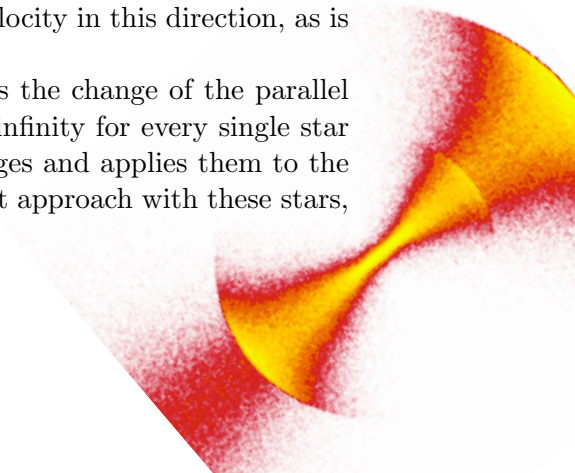 locity in this direction, as is
s the change of the parallel
infinity for every single star
ges and applies them to the
t approach with these stars,